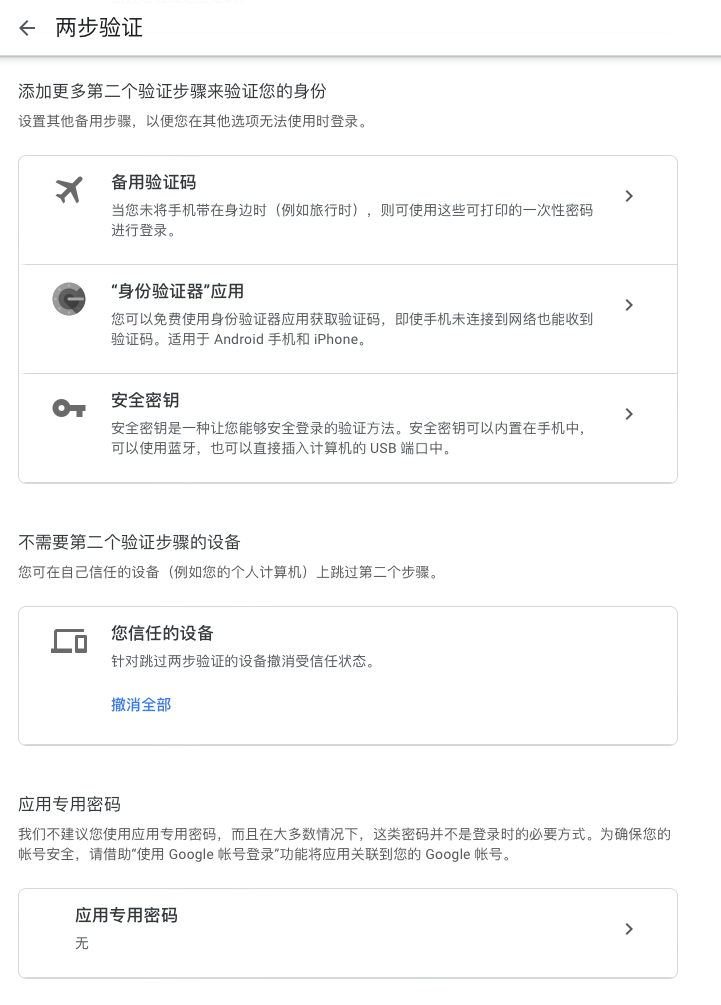 两步验证
添加更多第二个验证步骤来验证您的身份
设置其他备用步骤，以便您在其他选项无法使用时登录。
备用验证码
当您未将手机带在身边时（例如旅行时），则可使用这些可打印的一次性密码
进行登录。
“身份验证器”应用
您可以免费使用身份验证器应用获取验证码，即使手机未连接到网络也能收到
验证码。适用于 Android 手机和 iPhone。
安全密钥
安全密钥是一种让您能够安全登录的验证方法。安全密钥可以内置在手机中，
可以使用蓝牙，也可以直接插入计算机的 USB 端口中。
不需要第二个验证步骤的设备
您可在自己信任的设备（例如您的个人计算机）上跳过第二个步骤。
您信任的设备
针对跳过两步验证的设备撤消受信任状态。
撤消全部
应用专用密码
我们不建议您使用应用专用密码，而且在大多数情况下，这类密码并不是登录时的必要方式。为确保您的
帐号安全，请借助“使用 Google 帐号登录”功能将应用关联到您的 Google 帐号。
应用专用密码
无